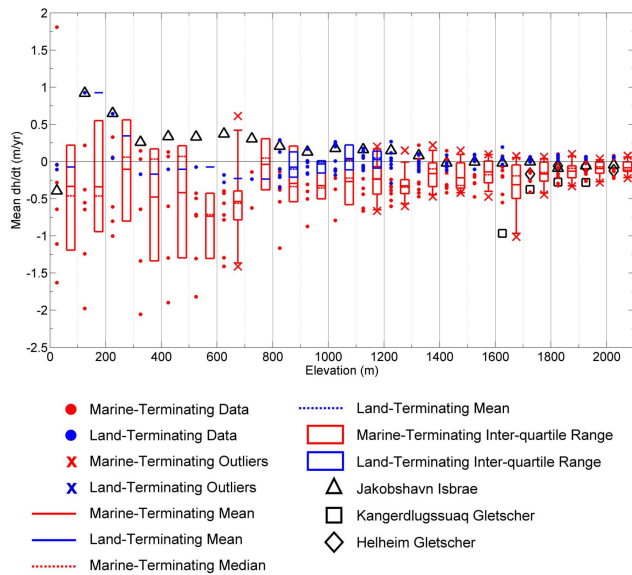 2
1.5
1
0.5
0
-0.5
-1
-1.5
-2
-2.5
Mean dh/dt (m/yr)
0 200 400 600 800 1000 1200 1400 1600 1800 2000
Elevation (m)
Marine-Terminating Data
Land-Terminating Data
Marine-Terminating Outliers
Land-Terminating Outliers
Marine-Terminating Mean
Land-Terminating Mean
Marine-Terminating Median
Land-Terminating Mean
Marine-Terminating Inter-quartile Range
Land-Terminating Inter-quartile Range
Jakobshavn Isbrae
Kangerdlugssuaq Gletscher
Helheim Gletscher